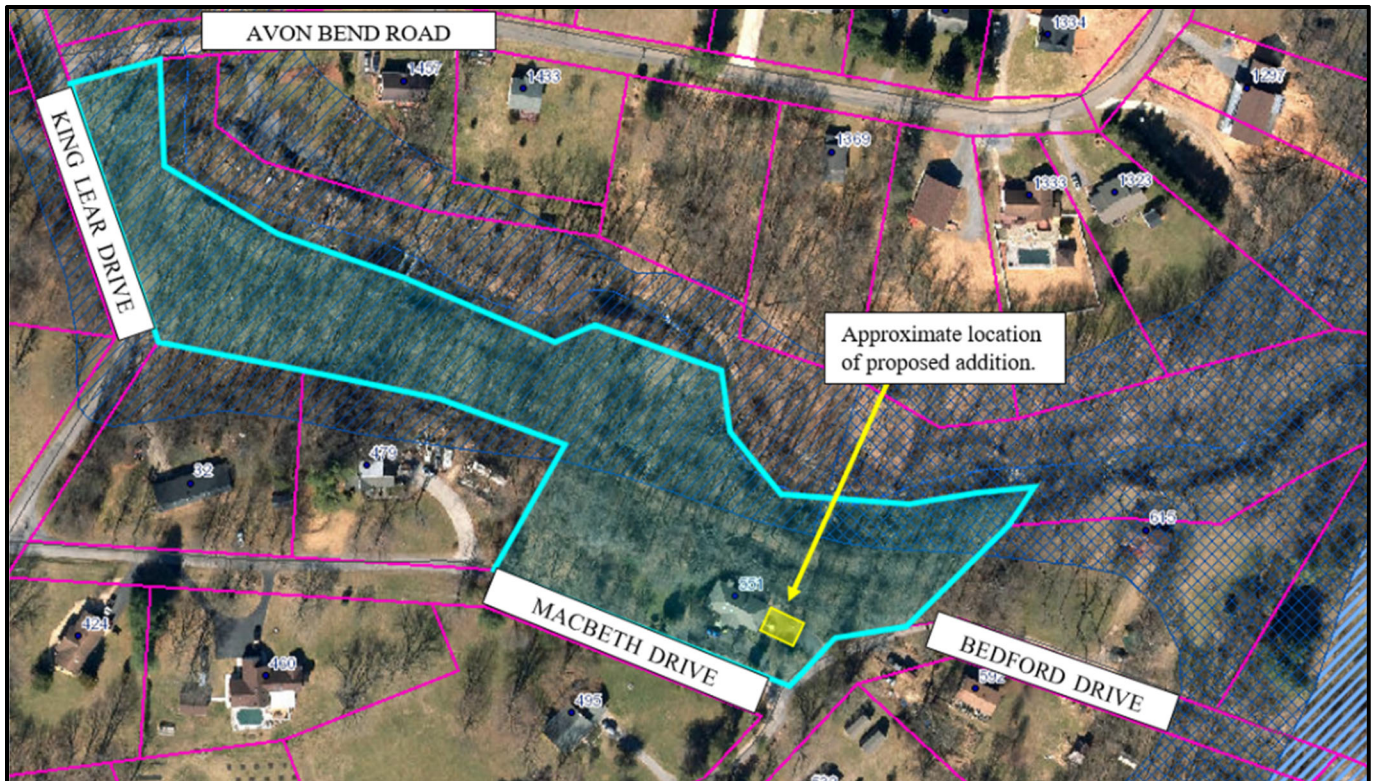 AVON BEND ROAD
1334
1457
1433
1297
KING LEAR DRIVE
1369
1333
1323
Approximate location
of proposed addition.
32
479
615
551
MACBETH DRIVE
BEDFORD DRIVE
424
460
495
592